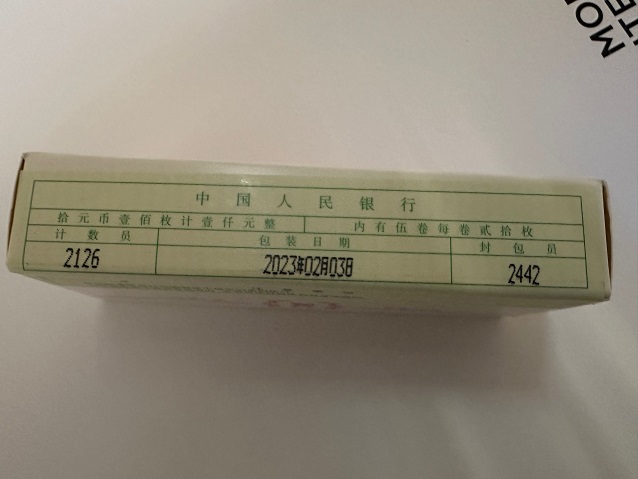 MO
TE
中国人民银行
拾元币壹佰枚计壹仟元整 内有伍卷每卷贰拾枚
计数员 包装日期 封包员
2126 2023年02月03日 2442